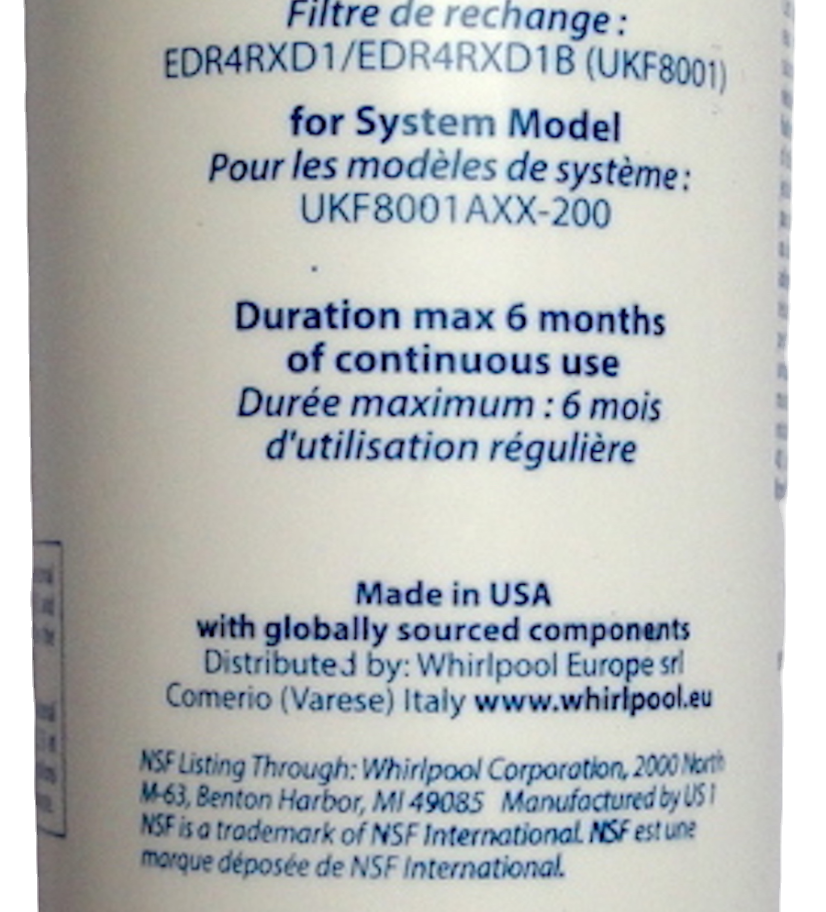 Filtre de rechange :
EDR4RXD1/EDR4RXD1B (UKF8001)
for System Model
Pour les modèles de système :
UKF8001AXX-200
Duration max 6 months
of continuous use
Durée maximum : 6 mois
d'utilisation régulière
Made in USA
with globally sourced components
Distributed by: Whirlpool Europe srl
Comerio (Varese) Italy www.whirlpool.eu
NSF Listing Through: Whirlpool Corporation, 2000 North
M-63, Benton Harbor, MI 49085 Manufactured by US 1
NSF is a trademark of NSF International. NSF est une
marque déposée de NSF International.